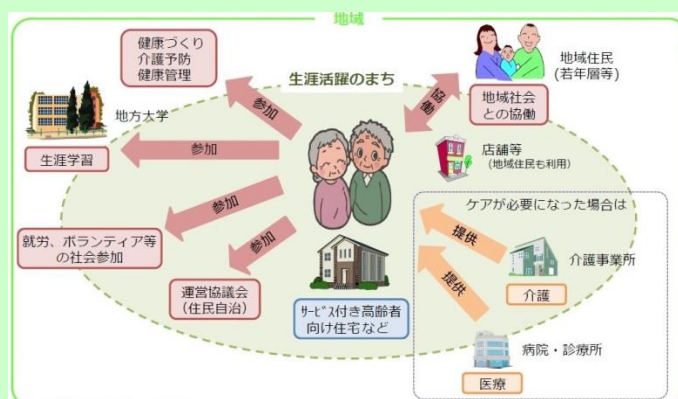 地域
健康づくり
介護予防
健康管理
生涯活躍のまち
地域住民
(若年層等)
参加
協働
地域社会
との協働
地方大学
生涯学習
参加
店舗等
(地域住民も利用)
ケアが必要になった場合は
参加
就労、ボランティア等
の社会参加
参加
提供
介護事業所
介護
運営協議会
(住民自治)
ｻｰﾋﾞｽ付き高齢者
向け住宅など
提供
病院・診療所
医療